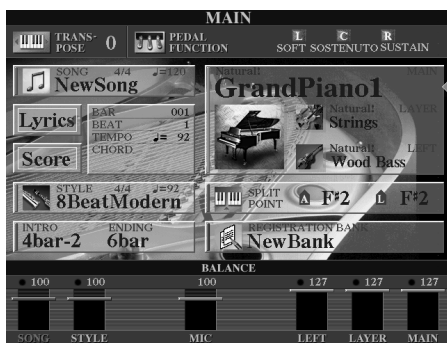 MAIN
TRANS-
POSE 0
PEDAL
FUNCTION
L C R
SOFT SOSTENUTO SUSTAIN
SONG 4/4 ♩=120
NewSong
Lyrics
Score
BAR 001
BEAT 1
TEMPO ♩= 92
CHORD
STYLE 4/4 ♩=92
8BeatModern
INTRO ENDING
4bar-2 6bar
Natural! MAIN
GrandPiano1
Natural! LAYER
Strings
Natural! LEFT
Wood Bass
SPLIT
POINT A F♯2 L F♯2
REGISTRATION BANK
NewBank
BALANCE
100 100 100 127 127 127
SONG STYLE MIC LEFT LAYER MAIN